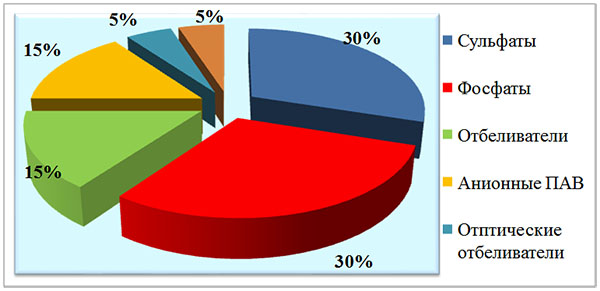 5%
5%
30%
15%
15%
30%
Сульфаты
Фосфаты
Отбеливатели
Анионные ПАВ
Отптические
отбеливатели